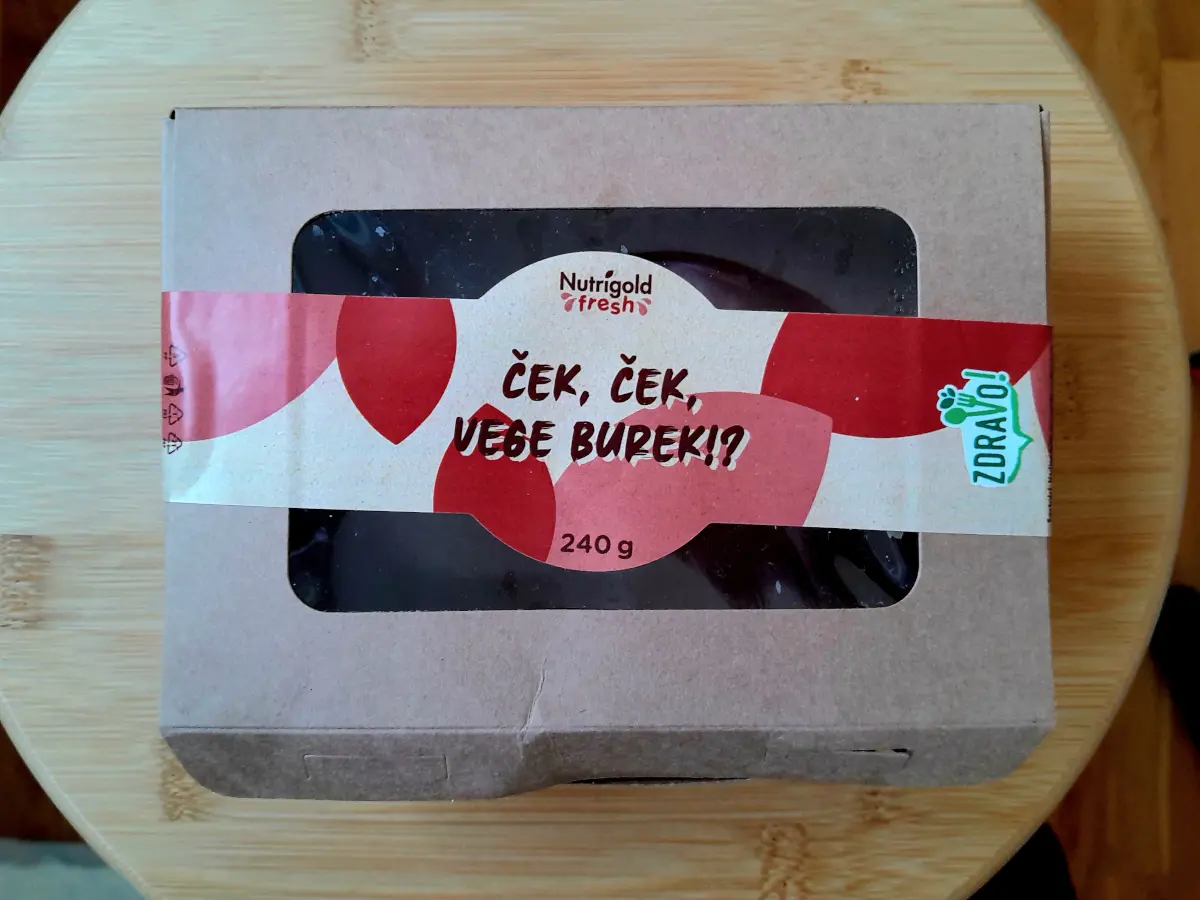 Nutrigold
fresh
ČEK, ČEK,
VEGE BUREK!?
240 g
ZDRAVO!